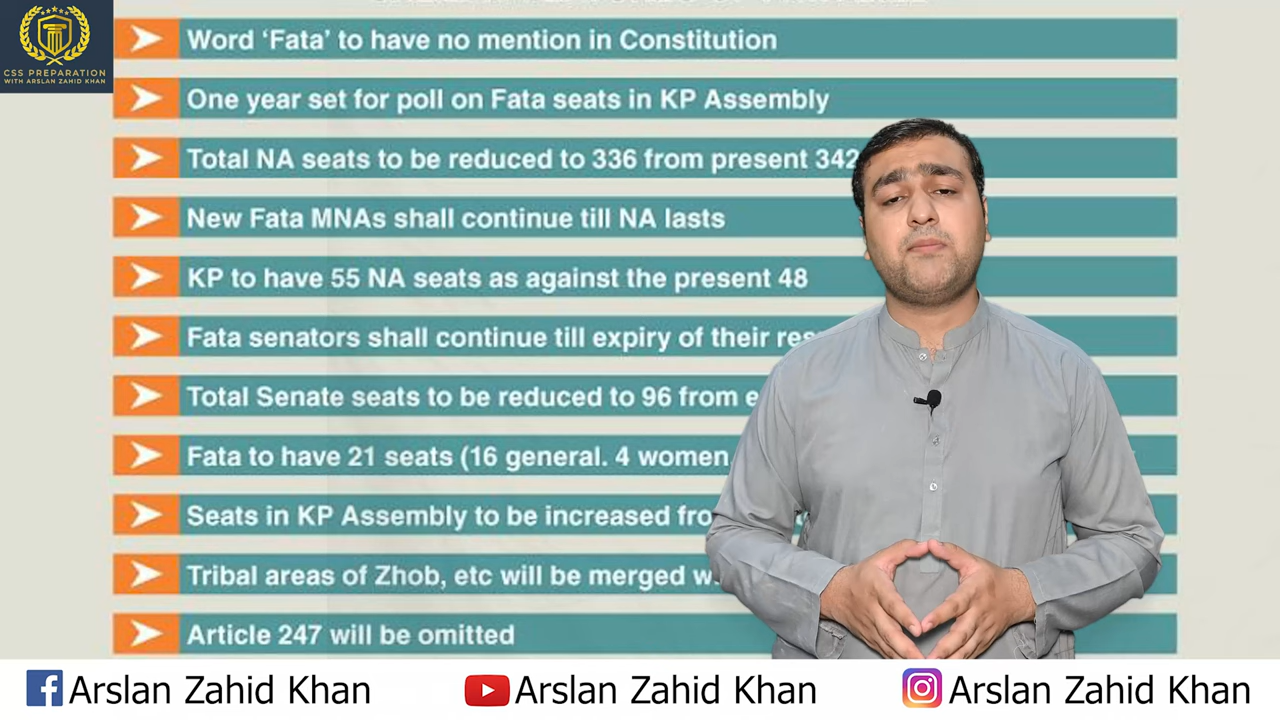 CSS PREPARATION
WITH ARSLAN ZAHID KHAN
Word ‘Fata’ to have no mention in Constitution
One year set for poll on Fata seats in KP Assembly
Total NA seats to be reduced to 336 from present 342
New Fata MNAs shall continue till NA lasts
KP to have 55 NA seats as against the present 48
Fata senators shall continue till expiry of their
Total Senate seats to be reduced to 96 from
Fata to have 21 seats (16 general. 4 women
Seats in KP Assembly to be increased
Tribal areas of Zhob, etc will be merged
Article 247 will be omitted
Arslan Zahid Khan
Arslan Zahid Khan
Arslan Zahid Khan